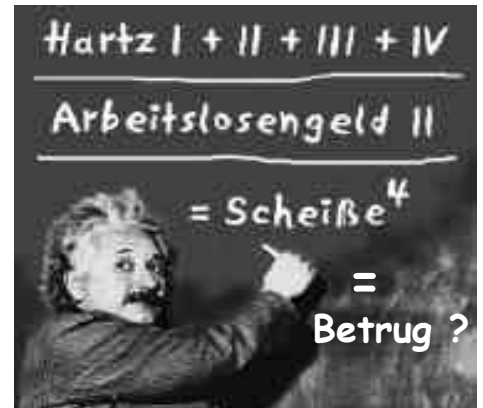 Hartz I + II + III + IV
Arbeitslosengeld II
= Scheiße⁴
=
Betrug ?